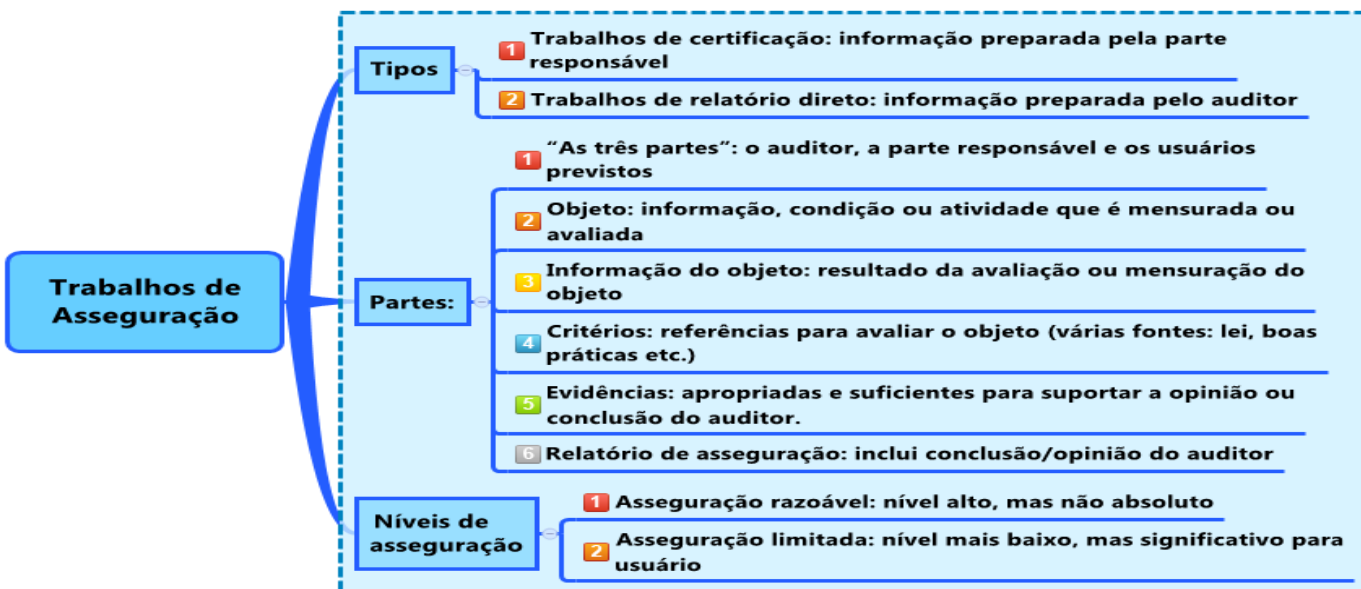 Trabalhos de
Asseguração
Tipos
1 Trabalhos de certificação: informação preparada pela parte
responsável
2 Trabalhos de relatório direto: informação preparada pelo auditor
Partes:
1 “As três partes”: o auditor, a parte responsável e os usuários
previstos
2 Objeto: informação, condição ou atividade que é mensurada ou
avaliada
3 Informação do objeto: resultado da avaliação ou mensuração do
objeto
4 Critérios: referências para avaliar o objeto (várias fontes: lei, boas
práticas etc.)
5 Evidências: apropriadas e suficientes para suportar a opinião ou
conclusão do auditor.
6 Relatório de asseguração: inclui conclusão/opinião do auditor
Níveis de
asseguração
1 Asseguração razoável: nível alto, mas não absoluto
2 Asseguração limitada: nível mais baixo, mas significativo para
usuário